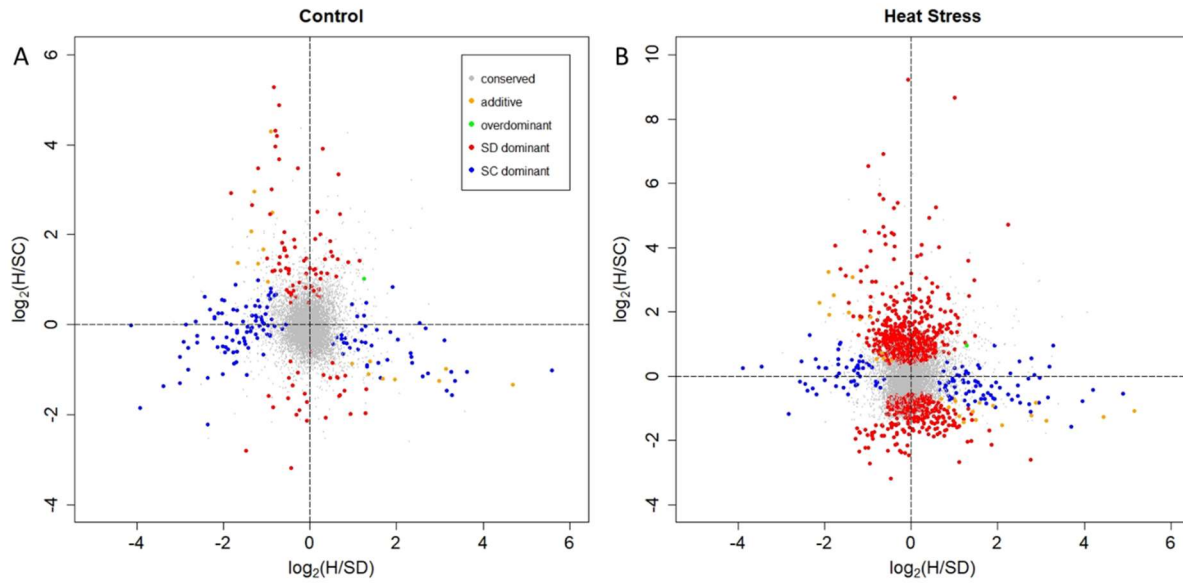 Control
A
6
4
2
0
-2
-4
log2(H/SC)
conserved
additive
overdominant
SD dominant
SC dominant
-4 -2 0 2 4 6
log2(H/SD)
Heat Stress
B
10
8
6
4
2
0
-2
-4
log2(H/SC)
-4 -2 0 2 4 6
log2(H/SD)